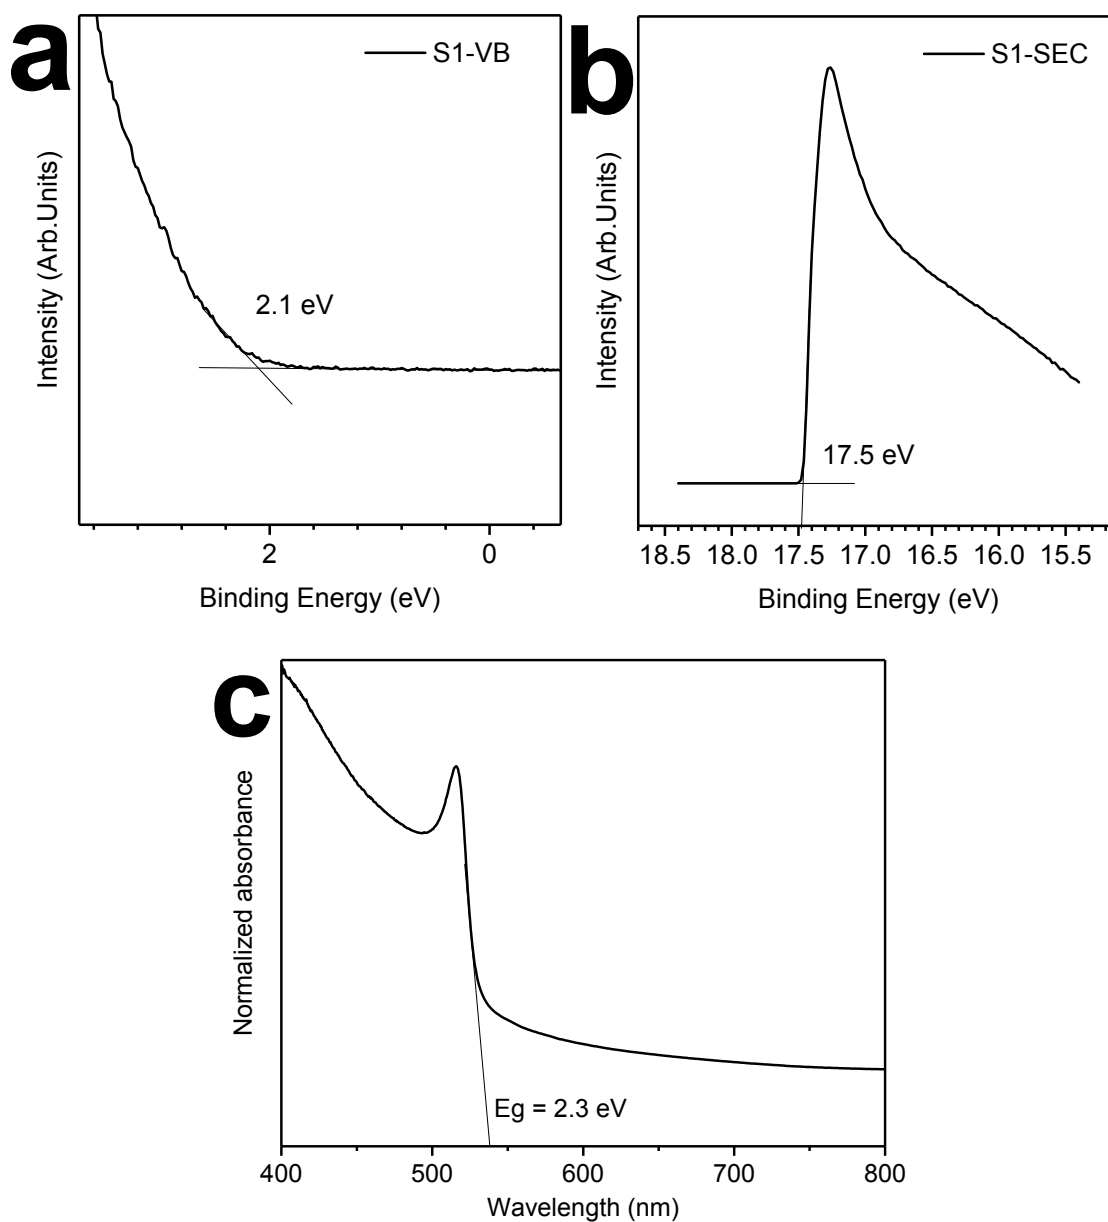 a
S1-VB
Intensity (Arb.Units)
2.1 eV
2 0
Binding Energy (eV)
b
S1-SEC
Intensity (Arb.Units)
17.5 eV
18.5 18.0 17.5 17.0 16.5 16.0 15.5
Binding Energy (eV)
c
Normalized absorbance
Eg = 2.3 eV
400 500 600 700 800
Wavelength (nm)